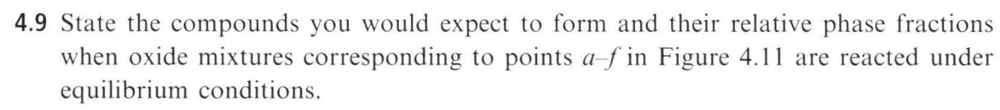 4.9 State the compounds you would expect to form and their relative phase fractions
when oxide mixtures corresponding to points a–f in Figure 4.11 are reacted under
equilibrium conditions.